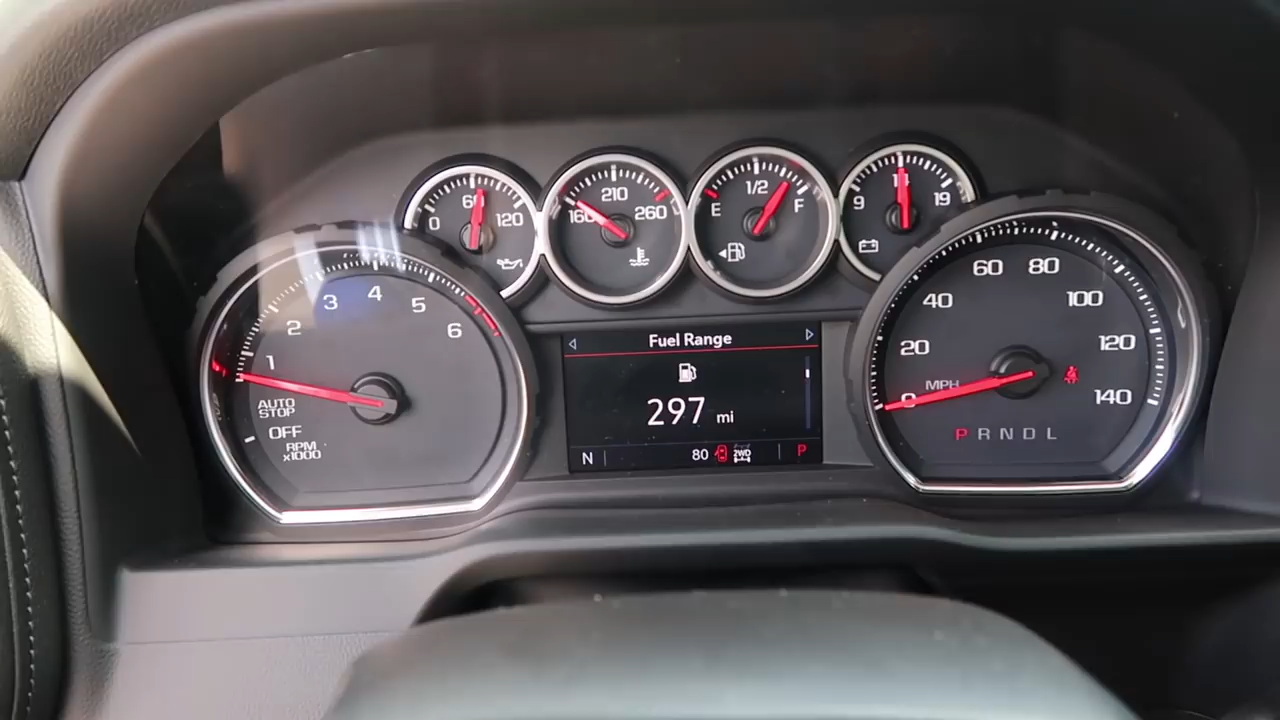 0 60 120
160 210 260
E 1/2 F
9 19
1 2 3 4 5 6
AUTO
STOP
OFF
RPM
x1000
Fuel Range
297 mi
N 80 2WD P
0 20 40 60 80 100 120 140
MPH
P R N D L